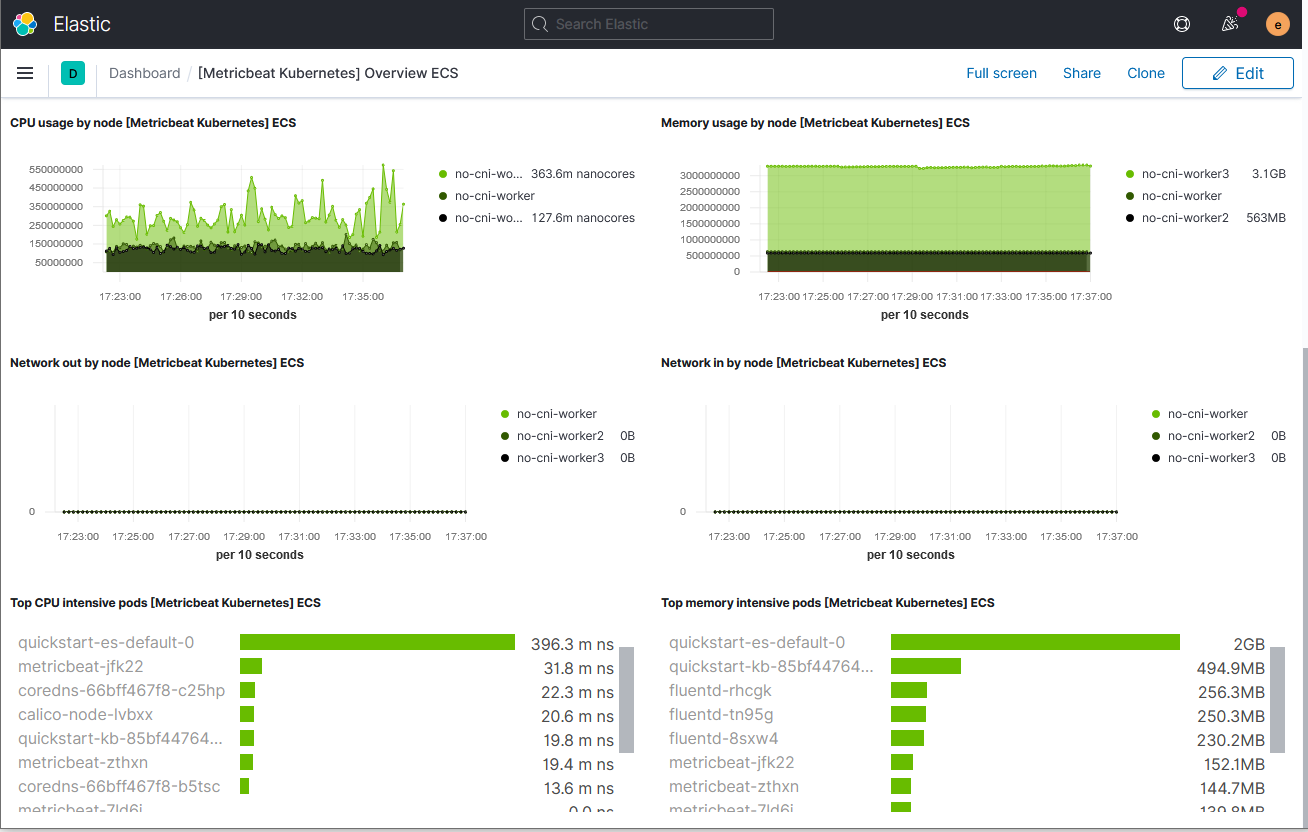 Elastic
Search Elastic
e
D
Dashboard / [Metricbeat Kubernetes] Overview ECS
Full screen
Share
Clone
Edit
CPU usage by node [Metricbeat Kubernetes] ECS
550000000
450000000
350000000
250000000
150000000
50000000
17:23:00 17:26:00 17:29:00 17:32:00 17:35:00
per 10 seconds
no-cni-wo... 363.6m nanocores
no-cni-worker
no-cni-wo... 127.6m nanocores
Memory usage by node [Metricbeat Kubernetes] ECS
3000000000
2500000000
2000000000
1500000000
1000000000
500000000
0
17:23:00 17:25:00 17:27:00 17:29:00 17:31:00 17:33:00 17:35:00 17:37:00
per 10 seconds
no-cni-worker3 3.1GB
no-cni-worker
no-cni-worker2 563MB
Network out by node [Metricbeat Kubernetes] ECS
0
17:23:00 17:25:00 17:27:00 17:29:00 17:31:00 17:33:00 17:35:00 17:37:00
per 10 seconds
no-cni-worker
no-cni-worker2 0B
no-cni-worker3 0B
Network in by node [Metricbeat Kubernetes] ECS
0
17:23:00 17:25:00 17:27:00 17:29:00 17:31:00 17:33:00 17:35:00 17:37:00
per 10 seconds
no-cni-worker
no-cni-worker2 0B
no-cni-worker3 0B
Top CPU intensive pods [Metricbeat Kubernetes] ECS
quickstart-es-default-0 396.3 m ns
metricbeat-jfk22 31.8 m ns
coredns-66bff467f8-c25hp 22.3 m ns
calico-node-lvbxx 20.6 m ns
quickstart-kb-85bf44764... 19.8 m ns
metricbeat-zthxn 19.4 m ns
coredns-66bff467f8-b5tsc 13.6 m ns
metricbeat-7ld6j
Top memory intensive pods [Metricbeat Kubernetes] ECS
quickstart-es-default-0 2GB
quickstart-kb-85bf44764... 494.9MB
fluentd-rhcgk 256.3MB
fluentd-tn95g 250.3MB
fluentd-8sxw4 230.2MB
metricbeat-jfk22 152.1MB
metricbeat-zthxn 144.7MB
metricbeat-7ld6j 139.8MB